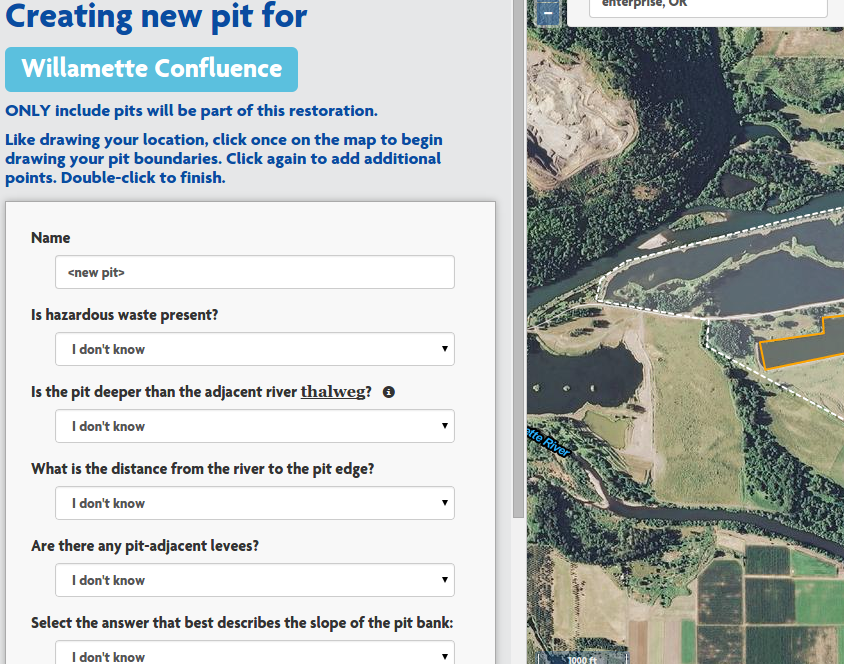 Creating new pit for
Willamette Confluence
ONLY include pits will be part of this restoration.
Like drawing your location, click once on the map to begin
drawing your pit boundaries. Click again to add additional
points. Double-click to finish.
Name
<new pit>
Is hazardous waste present?
I don't know
Is the pit deeper than the adjacent river thalweg?
I don't know
What is the distance from the river to the pit edge?
I don't know
Are there any pit-adjacent levees?
I don't know
Select the answer that best describes the slope of the pit bank:
I don't know
enterprise, OR
ette River
1000 ft